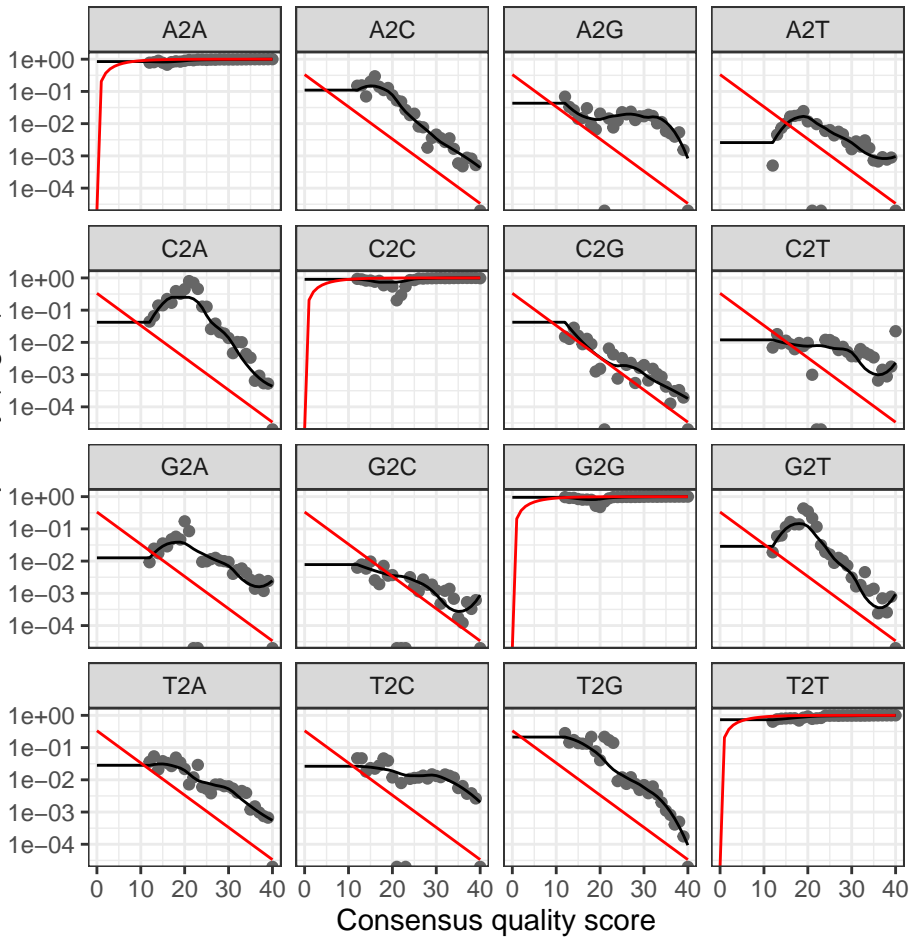 A2A A2C A2G A2T
1e+00
1e−01
1e−02
1e−03
1e−04
C2A C2C C2G C2T
1e+00
1e−01
1e−02
1e−03
1e−04
G2A G2C G2G G2T
1e+00
1e−01
1e−02
1e−03
1e−04
T2A T2C T2G T2T
1e+00
1e−01
1e−02
1e−03
1e−04
0 10 20 30 40 0 10 20 30 40 0 10 20 30 40 0 10 20 30 40
Consensus quality score